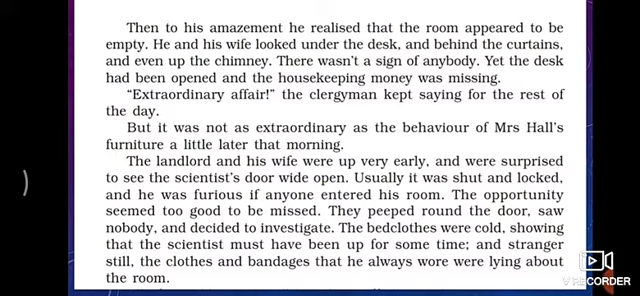 Then to his amazement he realised that the room appeared to be
empty. He and his wife looked under the desk, and behind the curtains,
and even up the chimney. There wasn't a sign of anybody. Yet the desk
had been opened and the housekeeping money was missing.
“Extraordinary affair!” the clergyman kept saying for the rest of
the day.
But it was not as extraordinary as the behaviour of Mrs Hall's
furniture a little later that morning.
The landlord and his wife were up very early, and were surprised
to see the scientist's door wide open. Usually it was shut and locked,
and he was furious if anyone entered his room. The opportunity
seemed too good to be missed. They peeped round the door, saw
nobody, and decided to investigate. The bedclothes were cold, showing
that the scientist must have been up for some time; and stranger
still, the clothes and bandages that he always wore were lying about
the room.
V RECORDER